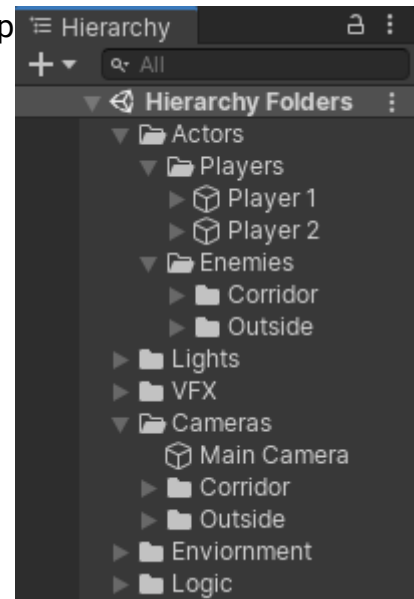 p
Hierarchy
All
Hierarchy Folders
Actors
Players
Player 1
Player 2
Enemies
Corridor
Outside
Lights
VFX
Cameras
Main Camera
Corridor
Outside
Enviornment
Logic